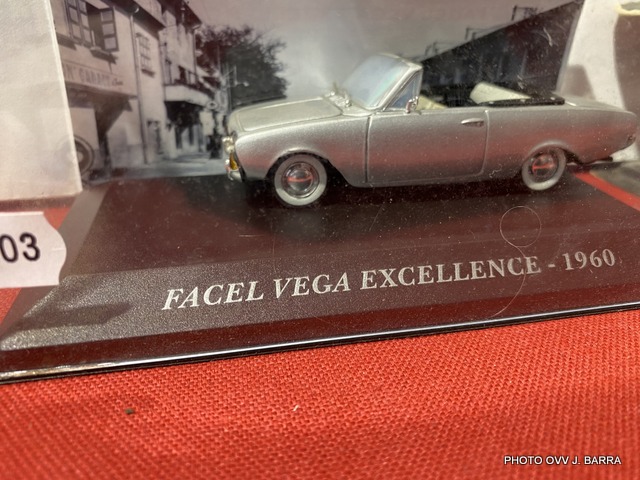 03
FACEL VEGA EXCELLENCE - 1960
PHOTO OVV J. BARRA